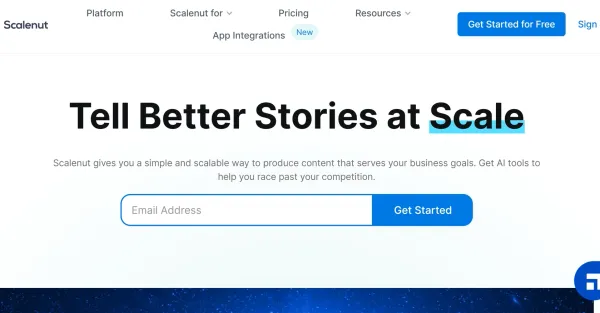 Scalenut
Platform
Scalenut for
Pricing
Resources
App Integrations
New
Get Started for Free
Sign
Tell Better Stories at Scale
Scalenut gives you a simple and scalable way to produce content that serves your business goals. Get AI tools to
help you race past your competition.
Email Address
Get Started